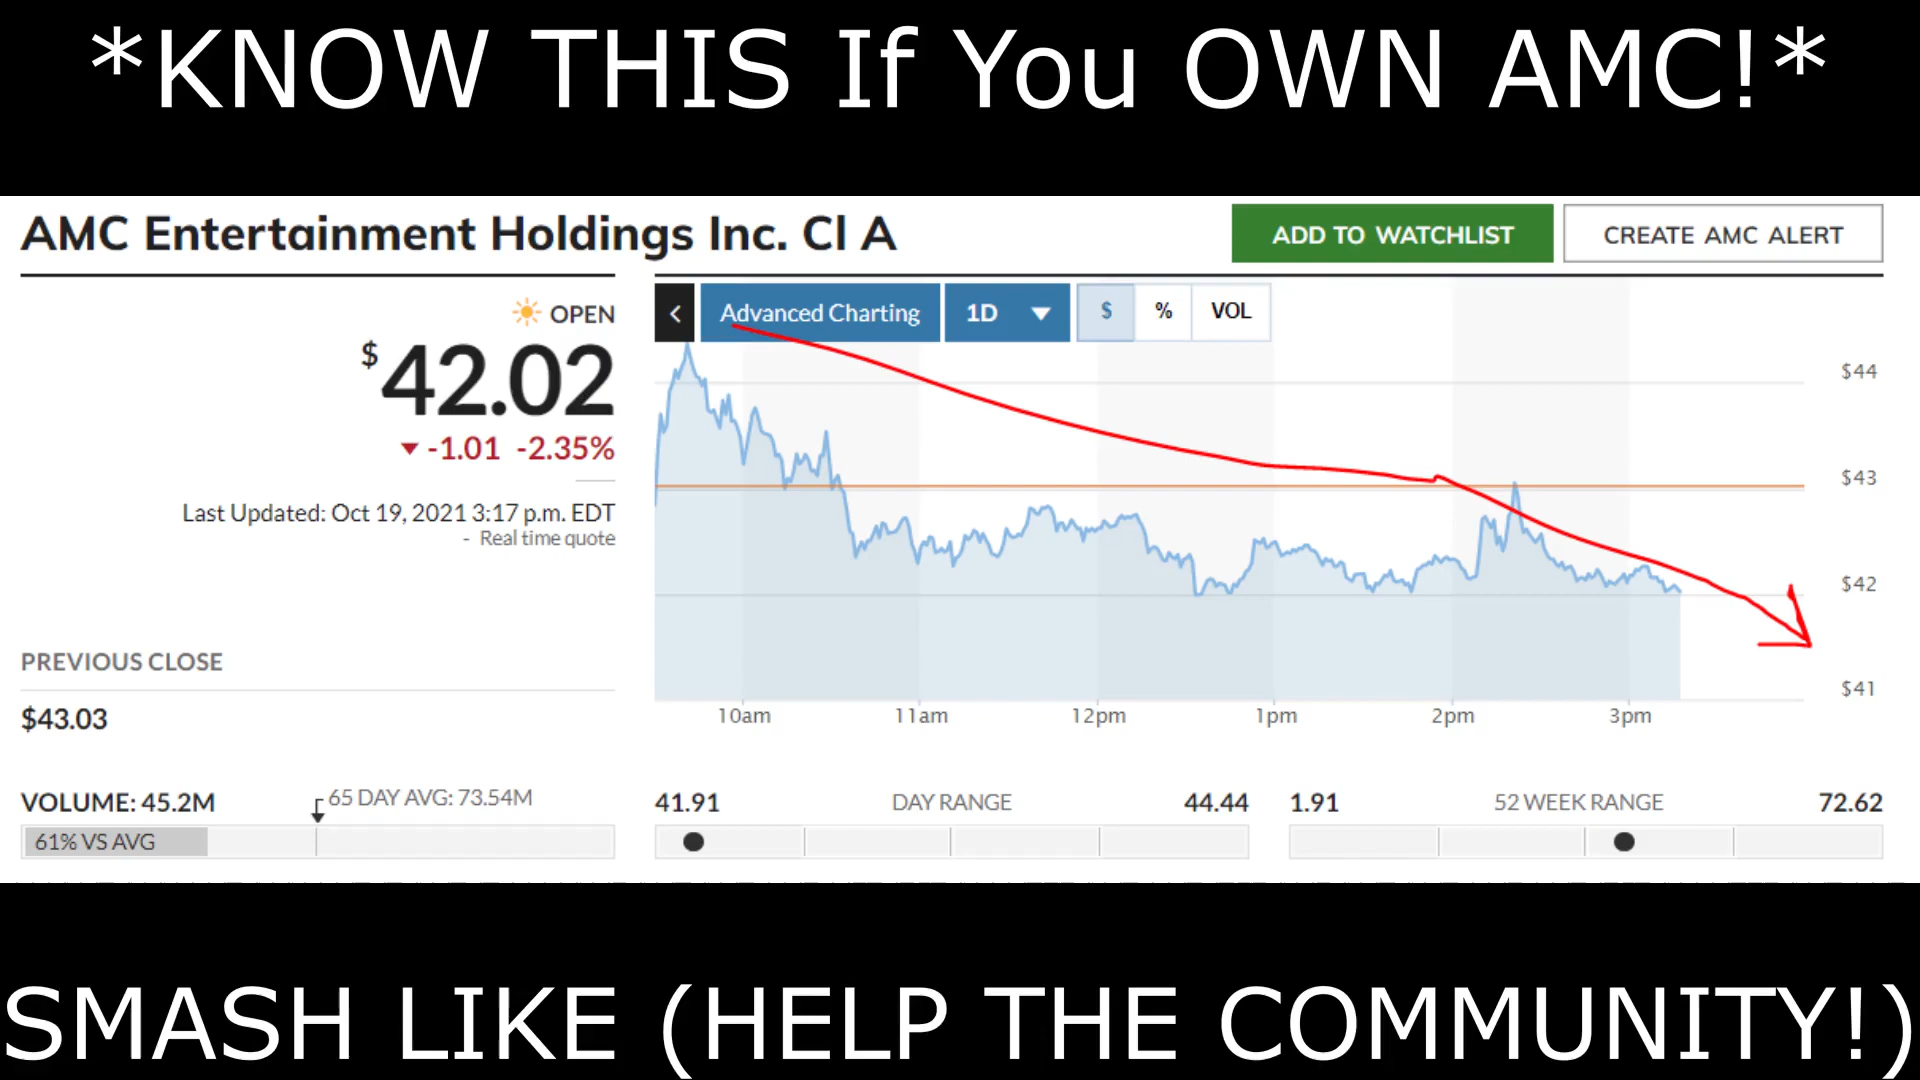 *KNOW THIS If You OWN AMC!*
AMC Entertainment Holdings Inc. Cl A
ADD TO WATCHLIST
CREATE AMC ALERT
OPEN
$42.02
-1.01 -2.35%
Last Updated: Oct 19, 2021 3:17 p.m. EDT
- Real time quote
PREVIOUS CLOSE
$43.03
< Advanced Charting 1D $ % VOL
$44
$43
$42
$41
10am 11am 12pm 1pm 2pm 3pm
VOLUME: 45.2M 65 DAY AVG: 73.54M
61% VS AVG
41.91 DAY RANGE 44.44
1.91 52 WEEK RANGE 72.62
SMASH LIKE (HELP THE COMMUNITY!)